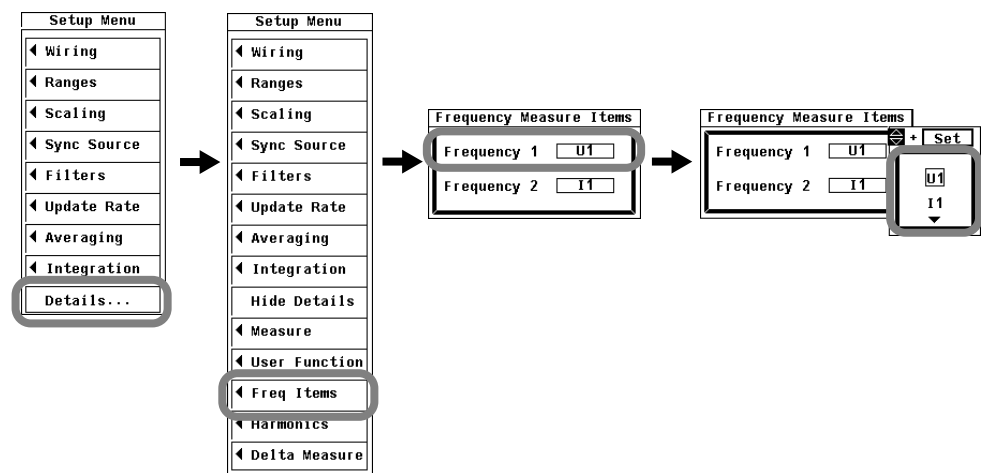 Setup Menu
Wiring
Ranges
Scaling
Sync Source
Filters
Update Rate
Averaging
Integration
Details...
Setup Menu
Wiring
Ranges
Scaling
Sync Source
Filters
Update Rate
Averaging
Integration
Hide Details
Measure
User Function
Freq Items
Harmonics
Delta Measure
Frequency Measure Items
Frequency 1 U1
Frequency 2 I1
Frequency Measure Items
Frequency 1 U1
Frequency 2 I1
+ Set
U1
I1